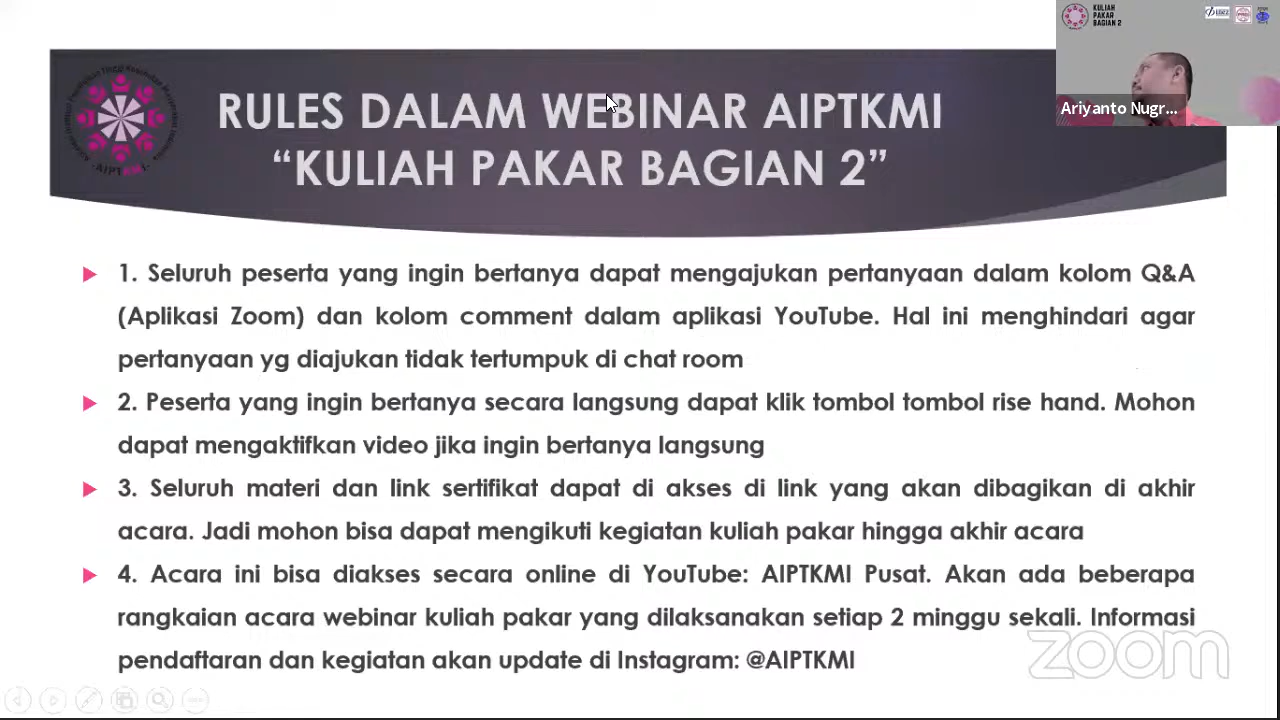 RULES DALAM WEBINAR AIPTKMI
“KULIAH PAKAR BAGIAN 2”
KULIAH
PAKAR
BAGIAN 2
Ariyanto Nugr...
1. Seluruh peserta yang ingin bertanya dapat mengajukan pertanyaan dalam kolom Q&A
(Aplikasi Zoom) dan kolom comment dalam aplikasi YouTube. Hal ini menghindari agar
pertanyaan yg diajukan tidak tertumpuk di chat room
2. Peserta yang ingin bertanya secara langsung dapat klik tombol tombol rise hand. Mohon
dapat mengaktifkan video jika ingin bertanya langsung
3. Seluruh materi dan link sertifikat dapat di akses di link yang akan dibagikan di akhir
acara. Jadi mohon bisa dapat mengikuti kegiatan kuliah pakar hingga akhir acara
4. Acara ini bisa diakses secara online di YouTube: AIPTKMI Pusat. Akan ada beberapa
rangkaian acara webinar kuliah pakar yang dilaksanakan setiap 2 minggu sekali. Informasi
pendaftaran dan kegiatan akan update di Instagram: @AIPTKMI
zoom